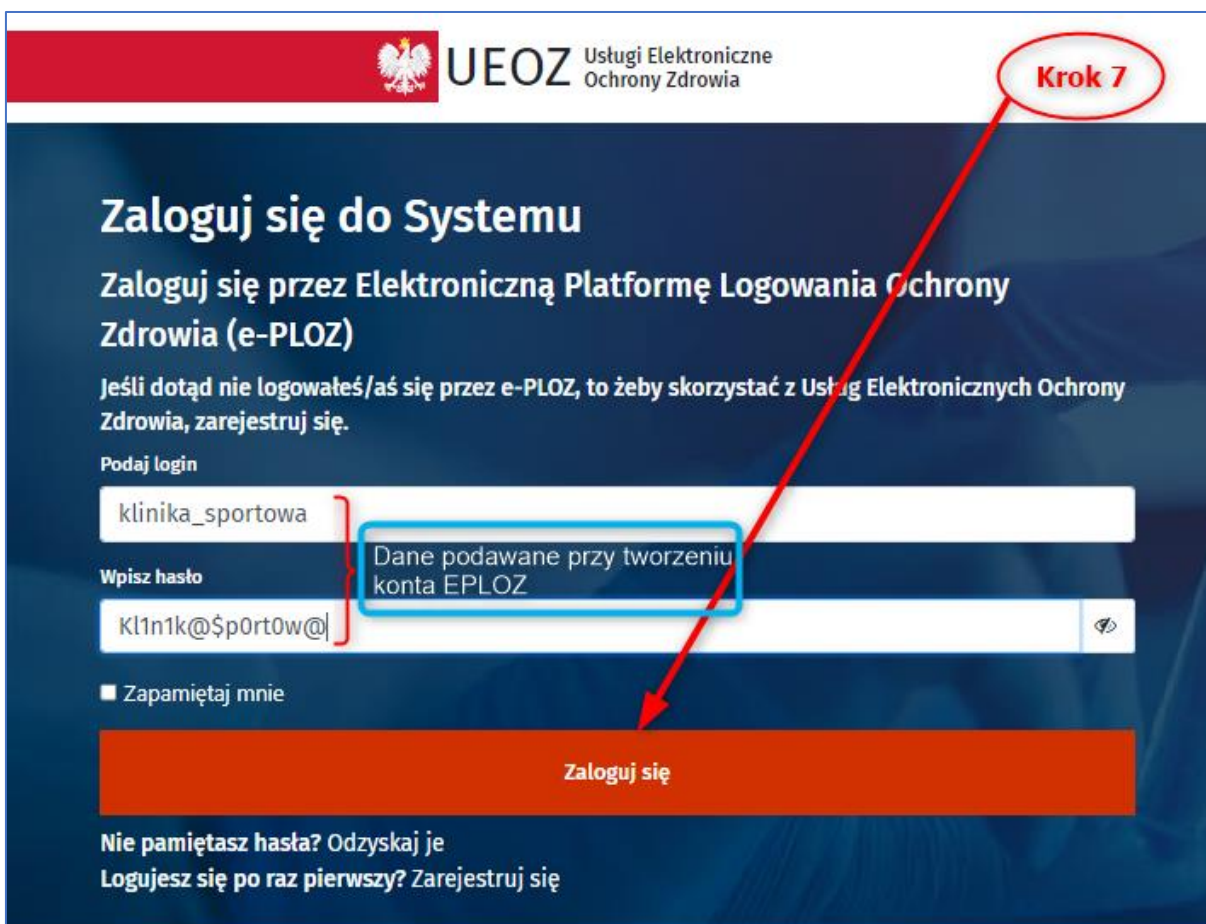 UEOZ Usługi Elektroniczne
Ochrony Zdrowia
Krok 7
Zaloguj się do Systemu
Zaloguj się przez Elektroniczną Platformę Logowania Ochrony
Zdrowia (e-PLOZ)
Jeśli dotąd nie logowałeś/aś się przez e-PLOZ, to żeby skorzystać z Usług Elektronicznych Ochrony
Zdrowia, zarejestruj się.
Podaj login
klinika_sportowa
Dane podawane przy tworzeniu
konta EPLOZ
Wpisz hasło
Kl1n1k@$p0rt0w@
Zapamiętaj mnie
Zaloguj się
Nie pamiętasz hasła? Odzyskaj je
Logujesz się po raz pierwszy? Zarejestruj się